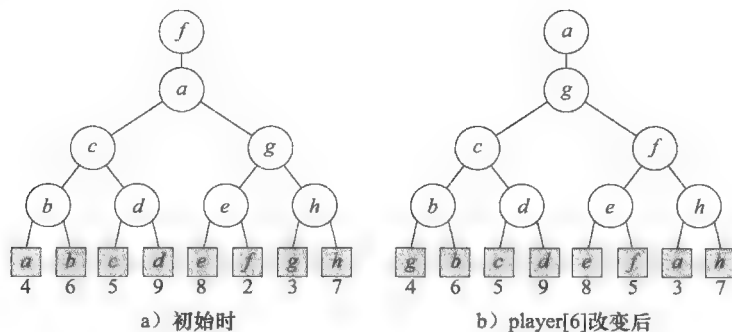 f a
a g
c g c f
b d e h b d e h
a b c d e f g h g b c d e f a h
4 6 5 9 8 2 3 7 4 6 5 9 8 5 3 7
a）初始时 b）player[6]改变后